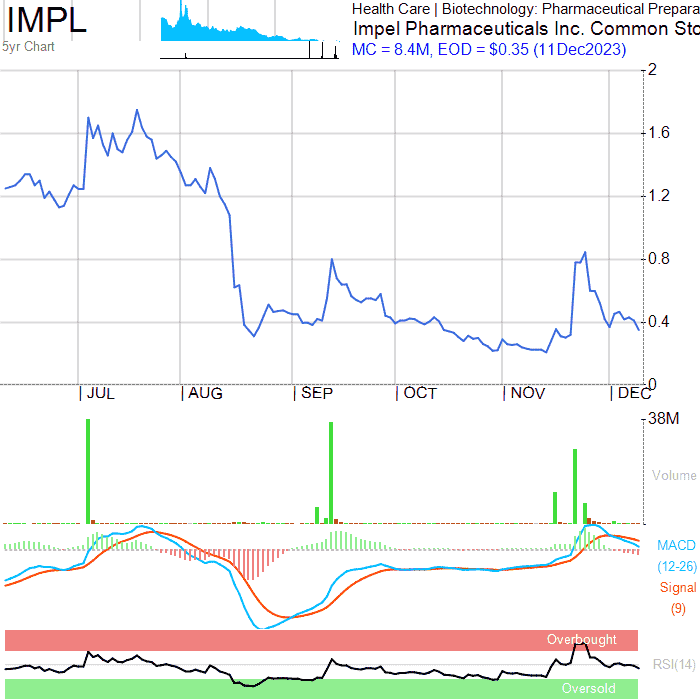 IMPL
5yr Chart
Health Care | Biotechnology: Pharmaceutical Prepara
Impel Pharmaceuticals Inc. Common Sto
MC = 8.4M, EOD = $0.35 (11Dec2023)
2
1.6
1.2
0.8
0.4
0
| JUL | AUG | SEP | OCT | NOV | DEC
38M
Volume
MACD
(12-26)
Signal
(9)
Overbought
RSI(14)
Oversold